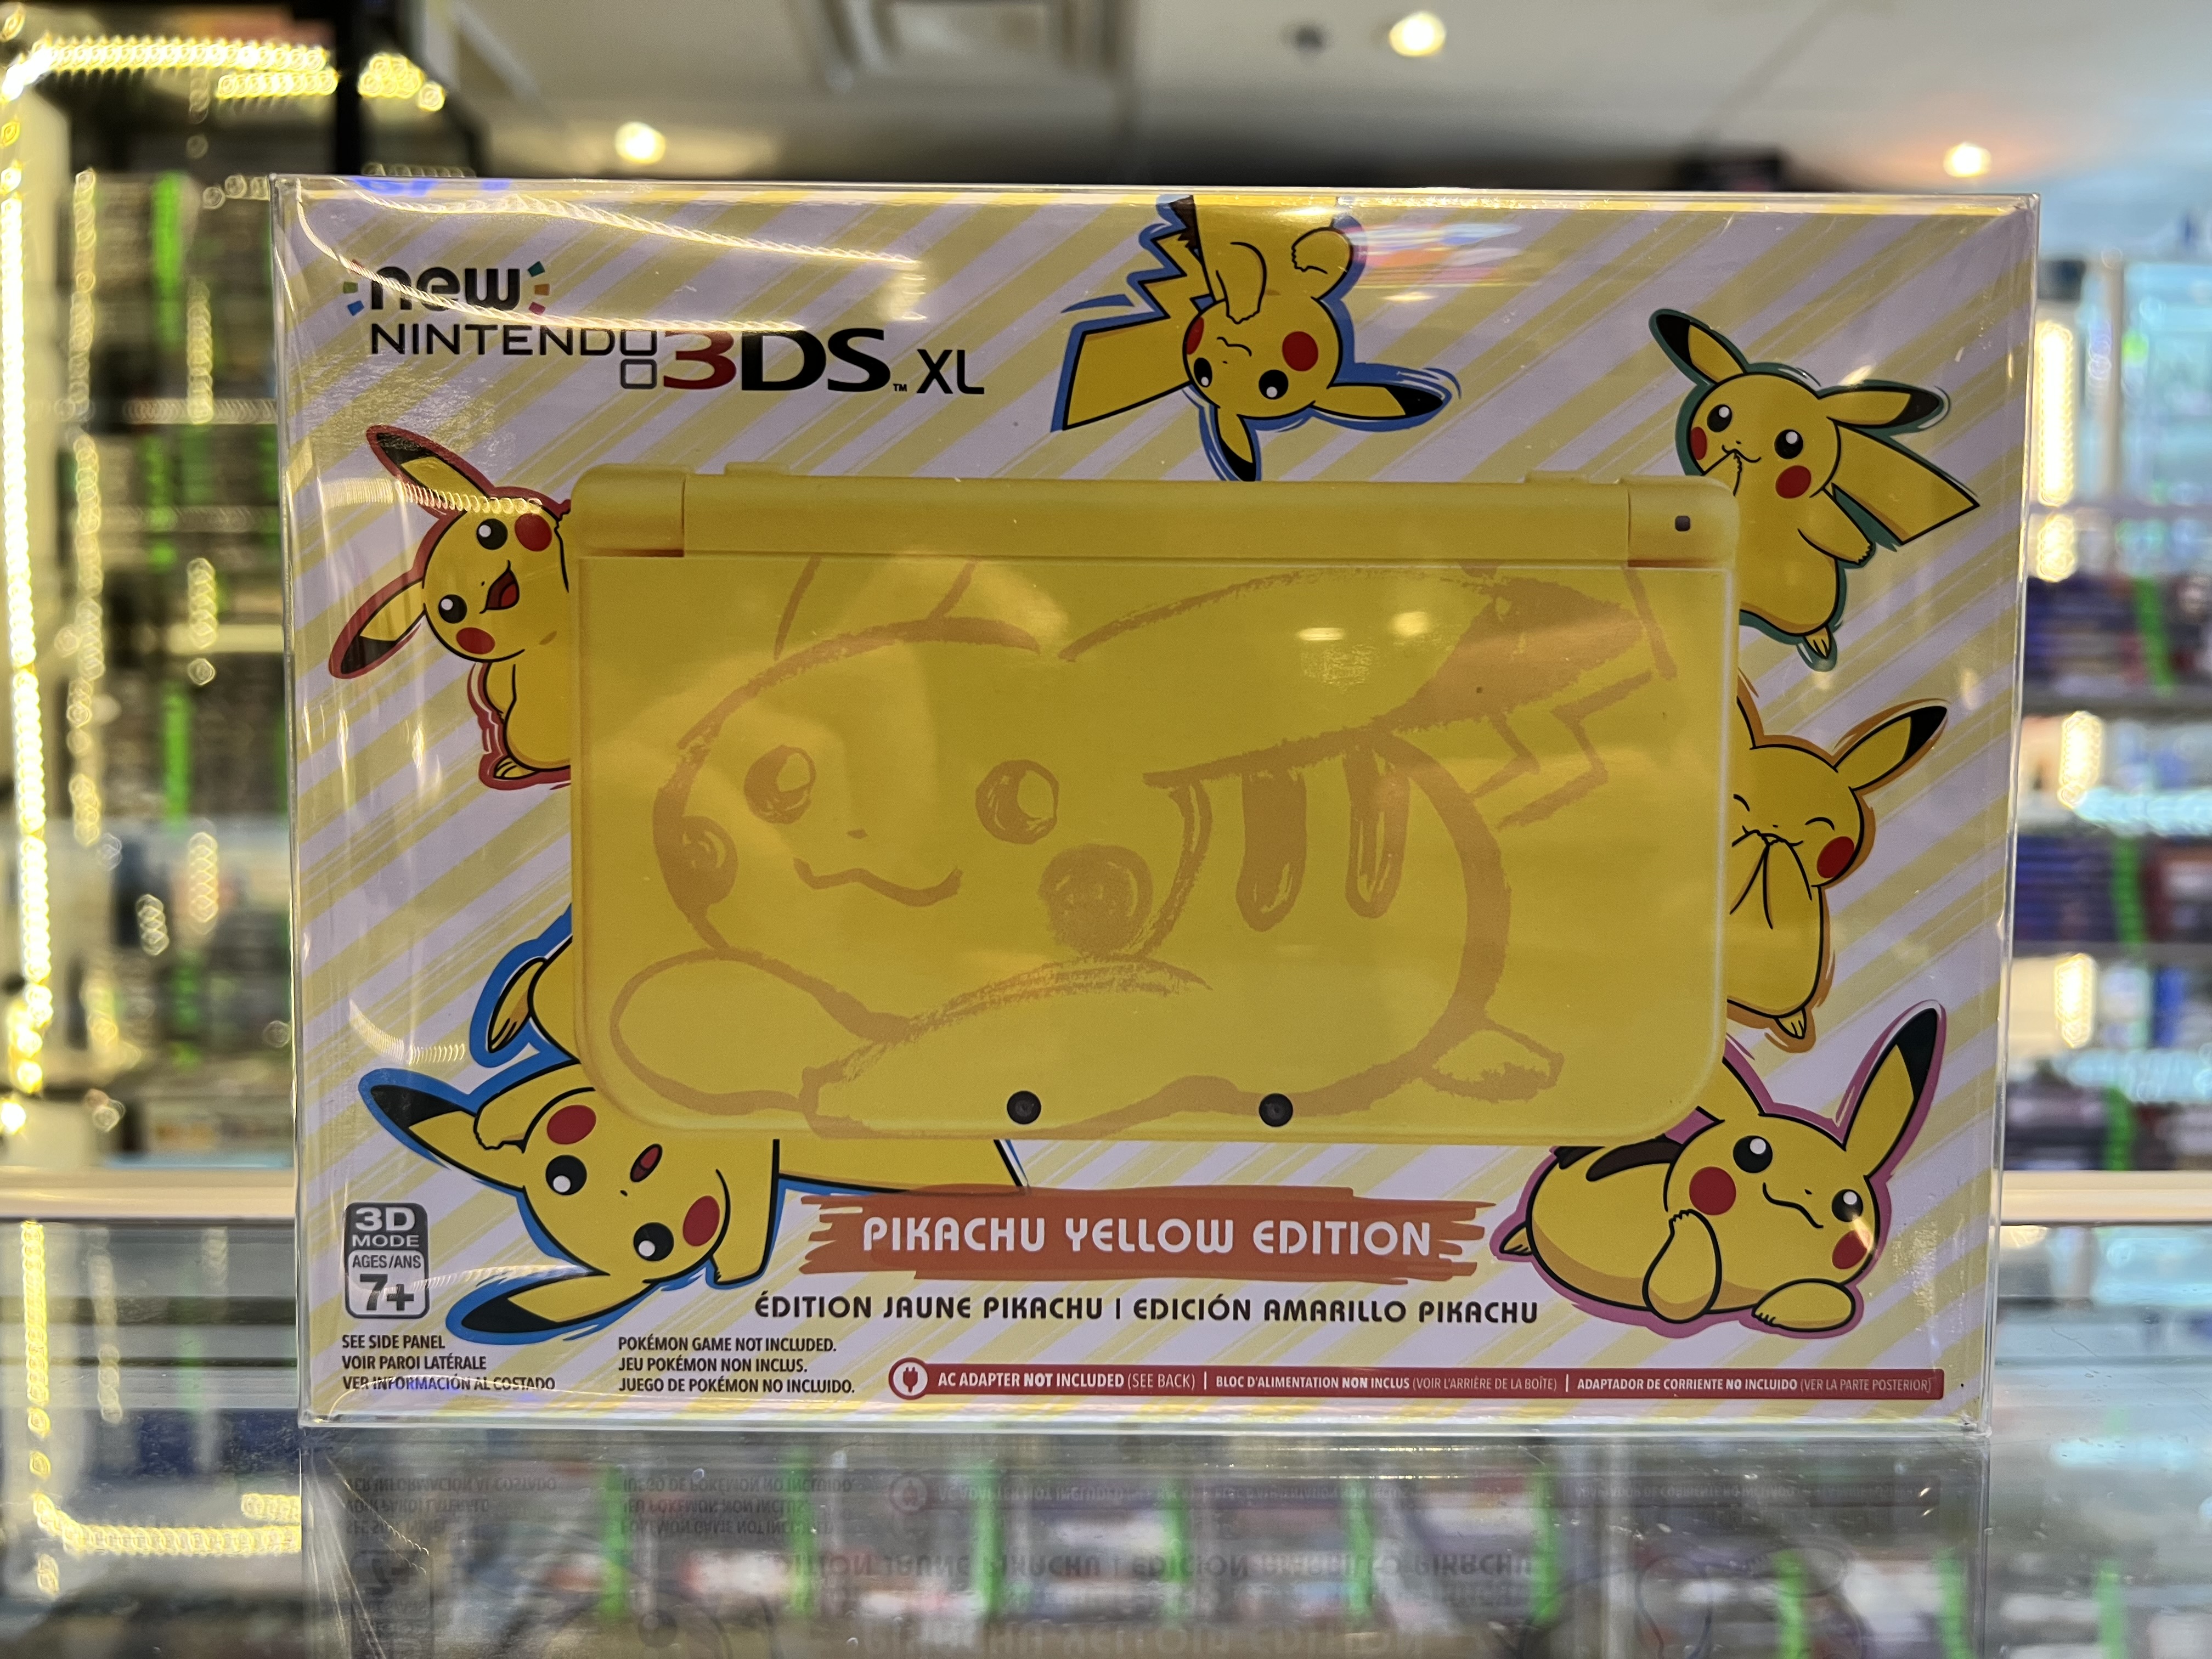 new
NINTENDO 3DS™ XL
PIKACHU YELLOW EDITION
ÉDITION JAUNE PIKACHU | EDICIÓN AMARILLO PIKACHU
3D
MODE
AGES/ANS
7+
SEE SIDE PANEL
VOIR PAROI LATÉRALE
VER INFORMACIÓN AL COSTADO
POKÉMON GAME NOT INCLUDED.
JEU POKÉMON NON INCLUS.
JUEGO DE POKÉMON NO INCLUIDO.
AC ADAPTER NOT INCLUDED (SEE BACK) | BLOC D'ALIMENTATION NON INCLUS (VOIR L'ARRIÈRE DE LA BOÎTE) | ADAPTADOR DE CORRIENTE NO INCLUIDO (VER LA PARTE POSTERIOR)